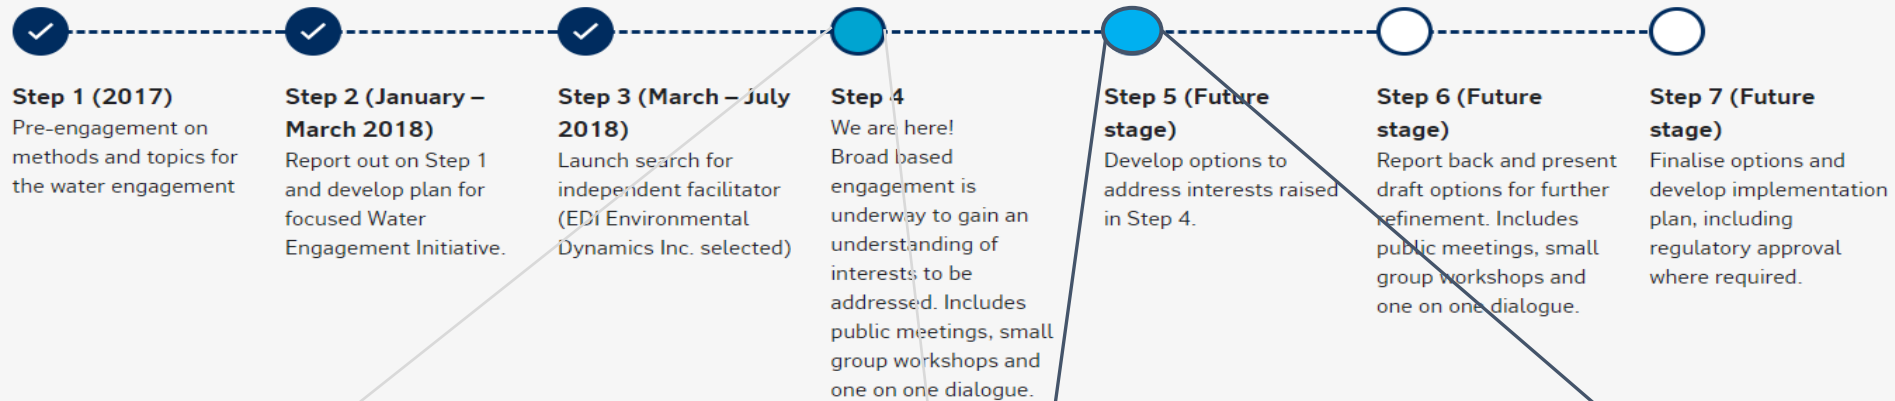 Step 1 (2017)
Pre-engagement on
methods and topics for
the water engagement
Step 2 (January –
March 2018)
Report out on Step 1
and develop plan for
focused Water
Engagement Initiative.
Step 3 (March – July
2018)
Launch search for
independent facilitator
(EDI Environmental
Dynamics Inc. selected)
Step 4
We are here!
Broad based
engagement is
underway to gain an
understanding of
interests to be
addressed. Includes
public meetings, small
group workshops and
one on one dialogue.
Step 5 (Future
stage)
Develop options to
address interests raised
in Step 4.
Step 6 (Future
stage)
Report back and present
draft options for further
refinement. Includes
public meetings, small
group workshops and
one on one dialogue.
Step 7 (Future
stage)
Finalise options and
develop implementation
plan, including
regulatory approval
where required.